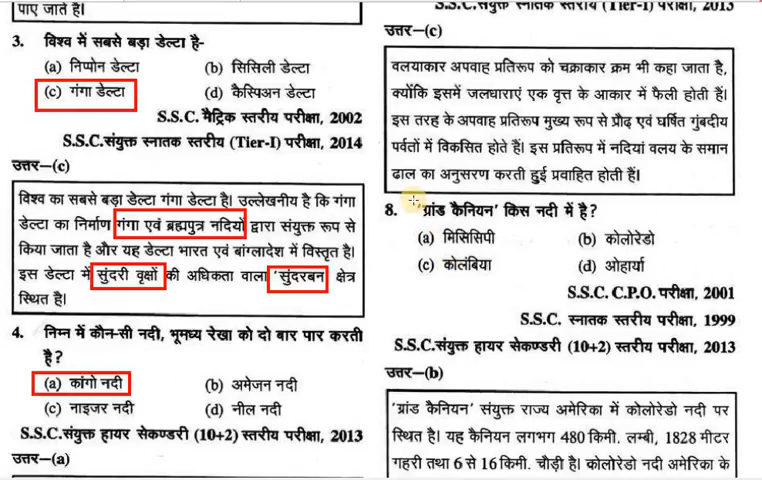 पाए जाते हैं।
3. विश्व में सबसे बड़ा डेल्टा है-
(a) निप्पोन डेल्टा (b) सिसिली डेल्टा
(c) गंगा डेल्टा (d) कैस्पिअन डेल्टा
S.S.C. मैट्रिक स्तरीय परीक्षा, 2002
S.S.C.संयुक्त स्नातक स्तरीय (Tier-I) परीक्षा, 2014
उत्तर—(c)
विश्व का सबसे बड़ा डेल्टा गंगा डेल्टा है। उल्लेखनीय है कि गंगा
डेल्टा का निर्माण गंगा एवं ब्रह्मपुत्र नदियों द्वारा संयुक्त रूप से
किया जाता है और यह डेल्टा भारत एवं बांग्लादेश में विस्तृत है।
इस डेल्टा में सुंदरी वृक्षों की अधिकता वाला 'सुंदरबन' क्षेत्र
स्थित है।
4. निम्न में कौन-सी नदी, भूमध्य रेखा को दो बार पार करती
है?
(a) कांगो नदी (b) अमेजन नदी
(c) नाइजर नदी (d) नील नदी
S.S.C.संयुक्त हायर सेकण्डरी (10+2) स्तरीय परीक्षा, 2013
उत्तर—(a)
S.S.C.संयुक्त स्नातक स्तरीय (Tier-I) परीक्षा, 2013
उत्तर—(c)
वलयाकार अपवाह प्रतिरूप को चक्राकार क्रम भी कहा जाता है,
क्योंकि इसमें जलधाराएं एक वृत्त के आकार में फैली होती हैं।
इस तरह के अपवाह प्रतिरूप मुख्य रूप से प्रौढ़ एवं घर्षित गुंबदीय
पर्वतों में विकसित होते हैं। इस प्रतिरूप में नदियां वलय के समान
ढाल का अनुसरण करती हुई प्रवाहित होती हैं।
8. 'ग्रांड कैनियन' किस नदी में है?
(a) मिसिसिपी (b) कोलोरेडो
(c) कोलंबिया (d) ओहार्या
S.S.C. C.P.O. परीक्षा, 2001
S.S.C. स्नातक स्तरीय परीक्षा, 1999
S.S.C.संयुक्त हायर सेकण्डरी (10+2) स्तरीय परीक्षा, 2013
उत्तर—(b)
'ग्रांड कैनियन' संयुक्त राज्य अमेरिका में कोलोरेडो नदी पर
स्थित है। यह कैनियन लगभग 480 किमी. लम्बी, 1828 मीटर
गहरी तथा 6 से 16 किमी. चौड़ी है। कोलोरेडो नदी अमेरिका के